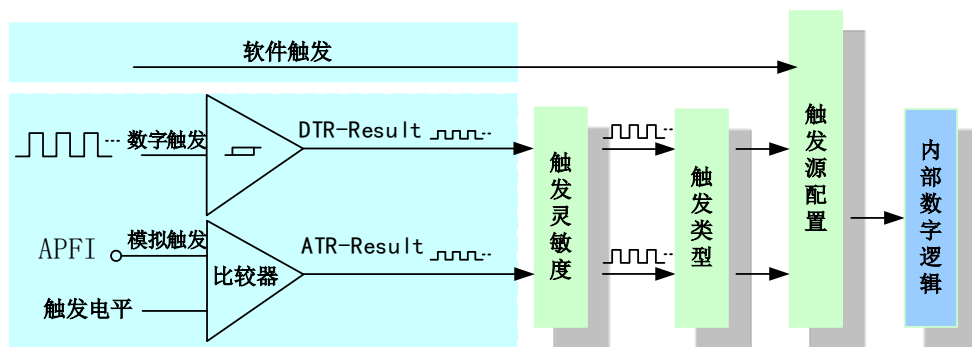 软件触发
数字触发
DTR-Result
APFI
模拟触发
ATR-Result
比较器
触发电平
触发灵敏度
触发类型
触发源配置
内部数字逻辑